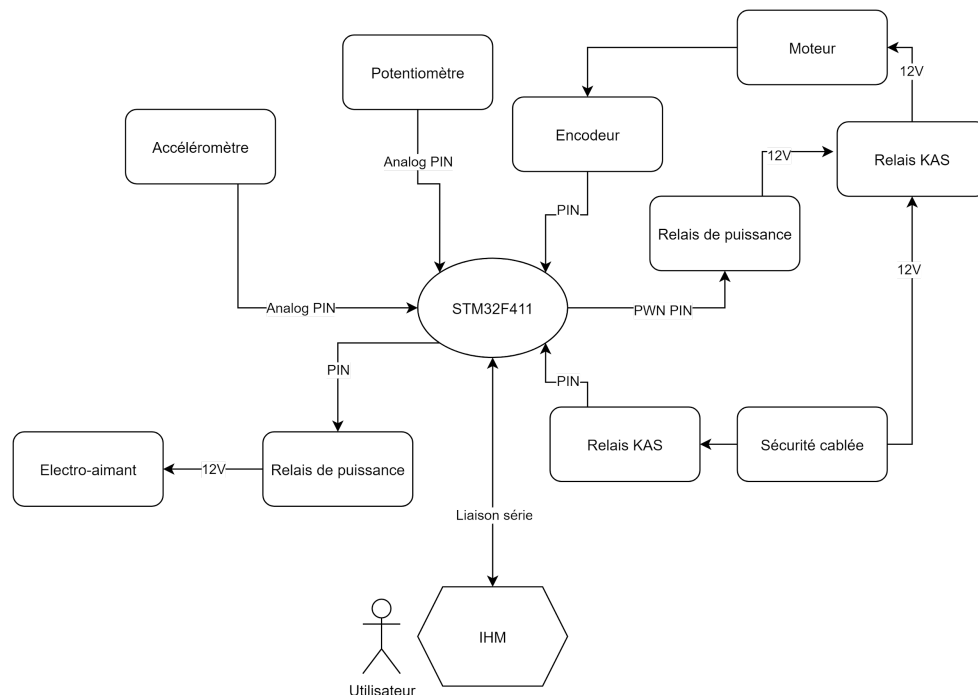 Moteur
Potentiomètre
12V
Accéléromètre
Encodeur
Analog PIN
12V
Relais KAS
PIN
Relais de puissance
12V
Analog PIN
STM32F411
PWN PIN
PIN
PIN
Relais KAS
Sécurité cablée
Electro-aimant
12V
Relais de puissance
Liaison série
IHM
Utilisateur